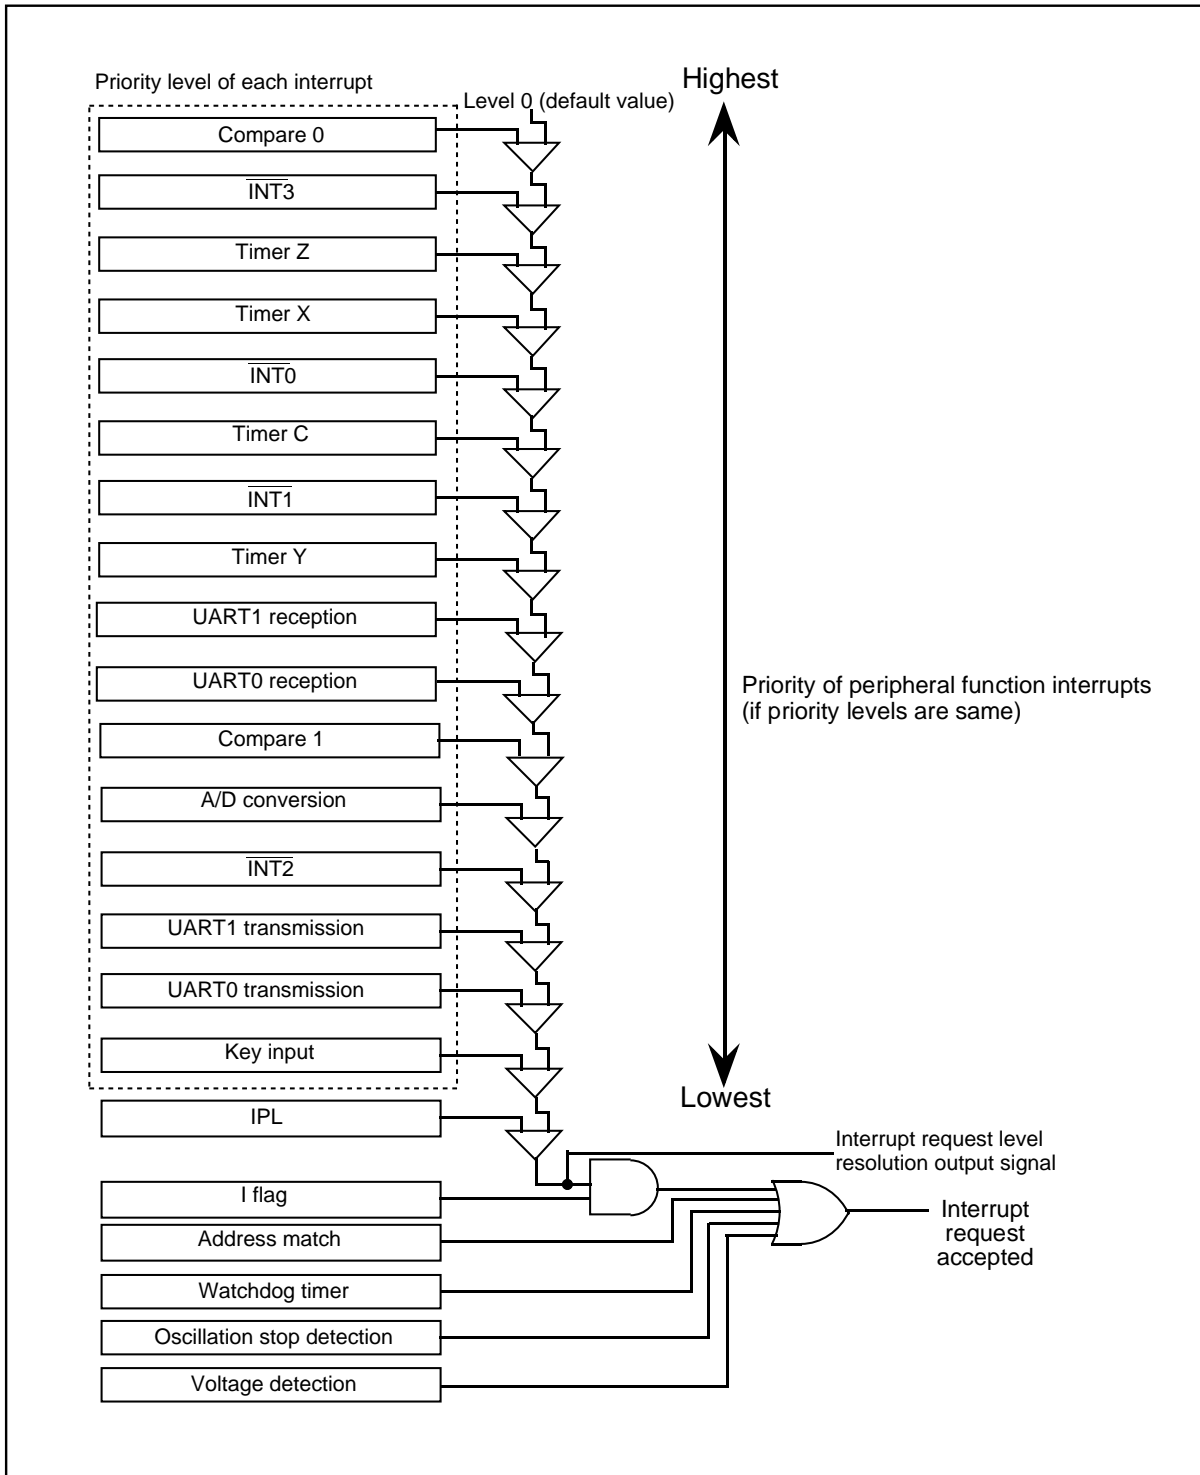 Priority level of each interrupt
Level 0 (default value)
Highest
Compare 0
INT3
Timer Z
Timer X
INT0
Timer C
INT1
Timer Y
UART1 reception
UART0 reception
Priority of peripheral function interrupts
(if priority levels are same)
Compare 1
A/D conversion
INT2
UART1 transmission
UART0 transmission
Key input
Lowest
IPL
Interrupt request level
resolution output signal
I flag
Interrupt
request
accepted
Address match
Watchdog timer
Oscillation stop detection
Voltage detection